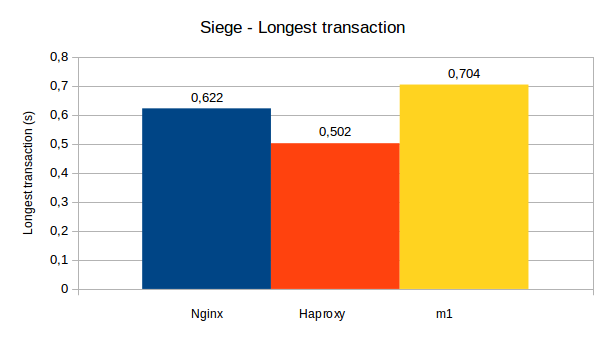 Siege - Longest transaction
Longest transaction (s)
0,8
0,7
0,6
0,5
0,4
0,3
0,2
0,1
0
0,622
0,502
0,704
Nginx
Haproxy
m1